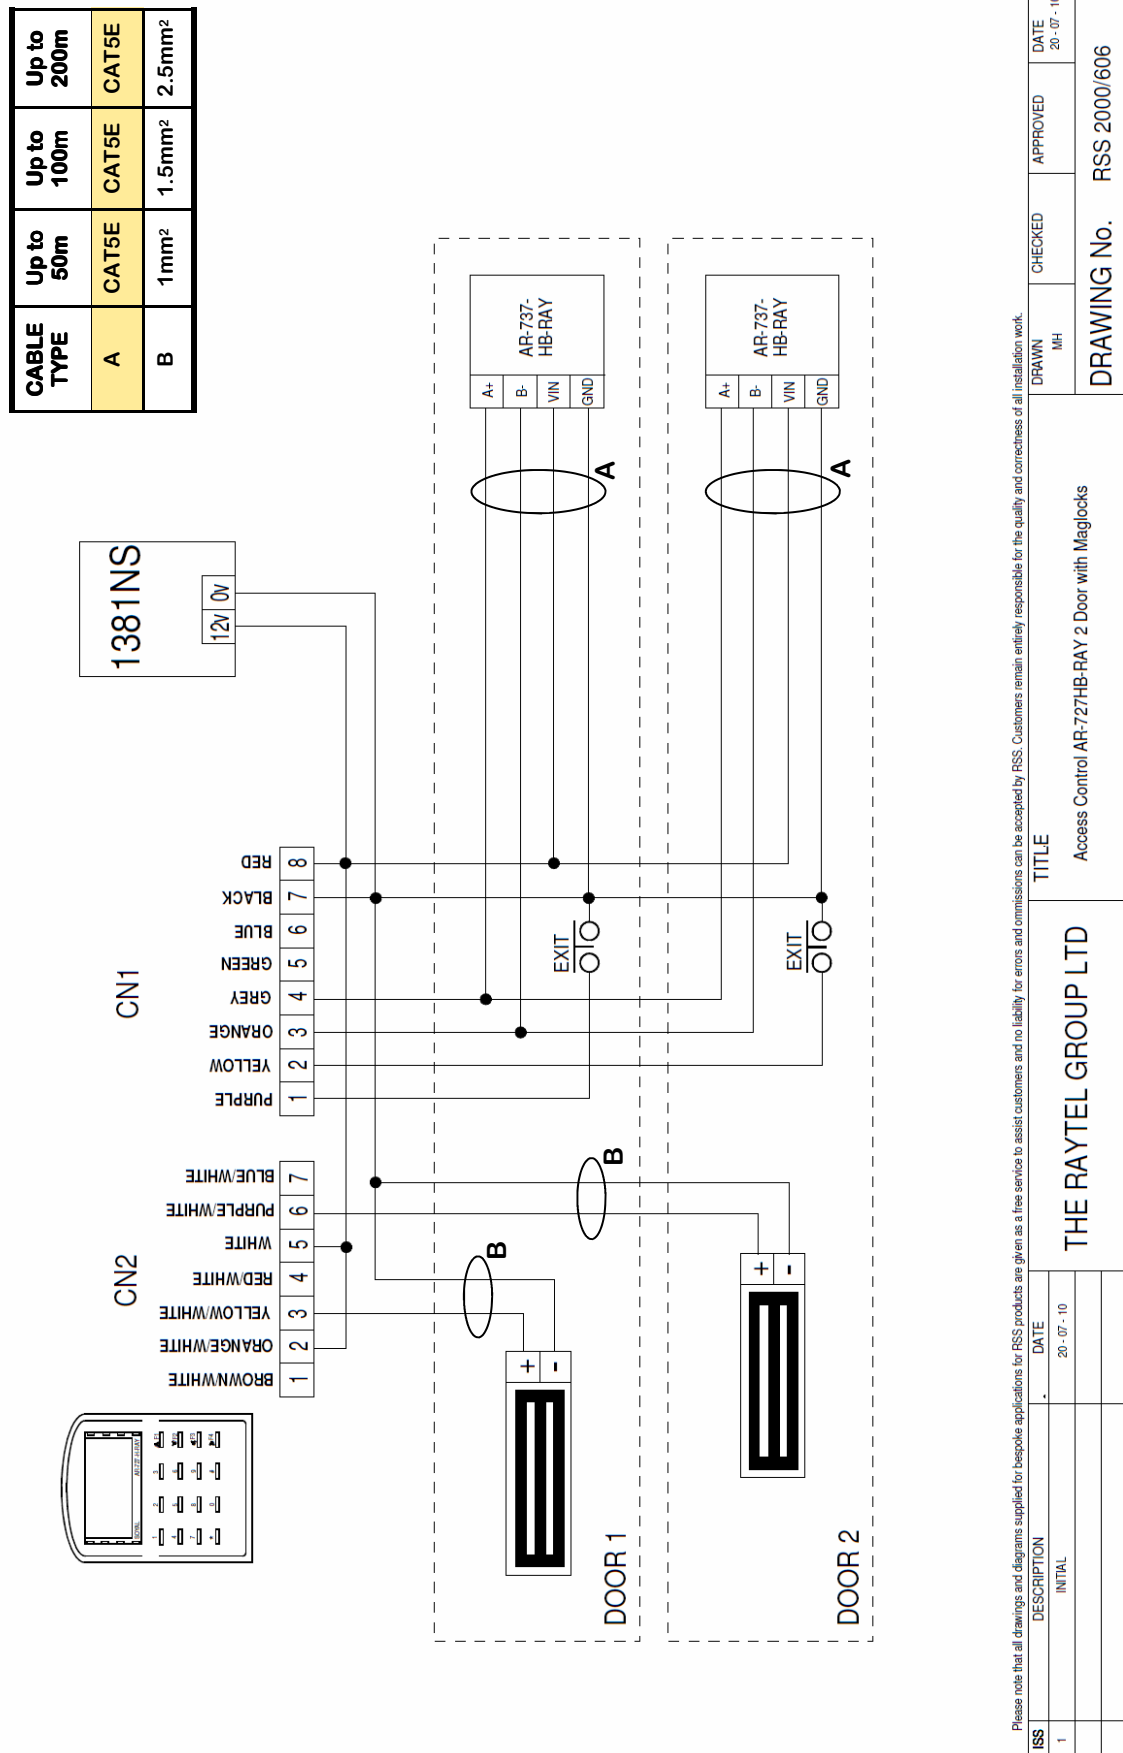 CABLE TYPE Up to 50m Up to 100m Up to 200m
A CAT5E CAT5E CAT5E
B 1mm² 1.5mm² 2.5mm²
1381NS
12v 0v
CN2
BROWN/WHITE
ORANGE/WHITE
YELLOW/WHITE
RED/WHITE
WHITE
PURPLE/WHITE
BLUE/WHITE
1 2 3 4 5 6 7
CN1
PURPLE
YELLOW
ORANGE
GREY
GREEN
BLUE
BLACK
RED
1 2 3 4 5 6 7 8
+
-
B
B
EXIT
A
A+
B-
VIN
GND
AR-737-
HB-RAY
DOOR 1
+
-
EXIT
A
A+
B-
VIN
GND
AR-737-
HB-RAY
DOOR 2
Please note that all drawings and diagrams supplied for bespoke applications for RSS products are given as a free service to assist customers and no liability for errors and ommissions can be accepted by RSS. Customers remain entirely responsible for the quality and correctness of all installation work.
ISS DESCRIPTION DATE
1 INITIAL 20 - 07 - 10
THE RAYTEL GROUP LTD
TITLE
Access Control AR-727HB-RAY 2 Door with Maglocks
DRAWN CHECKED APPROVED DATE
MH
DRAWING No. RSS 2000/606